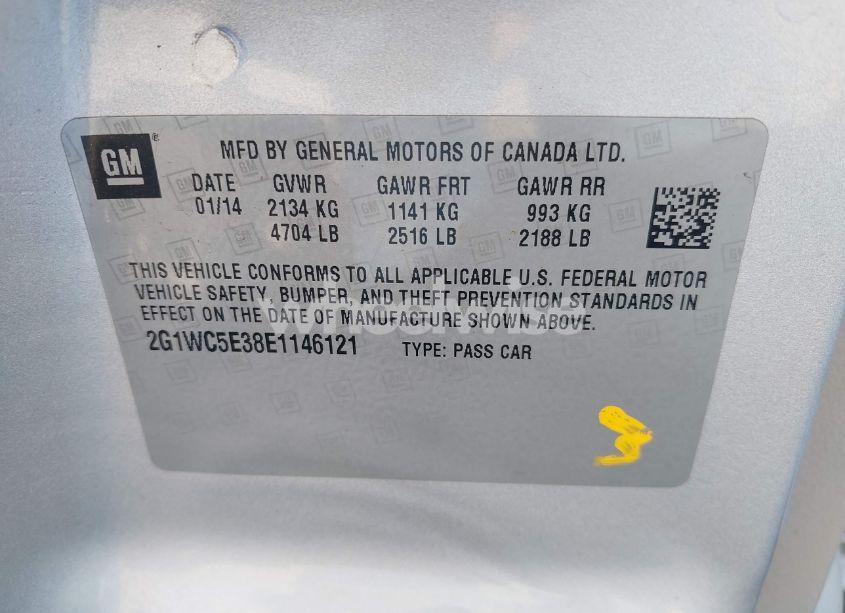 GM
MFD BY GENERAL MOTORS OF CANADA LTD.
DATE GVWR GAWR FRT GAWR RR
01/14 2134 KG 1141 KG 993 KG
4704 LB 2516 LB 2188 LB
THIS VEHICLE CONFORMS TO ALL APPLICABLE U.S. FEDERAL MOTOR
VEHICLE SAFETY, BUMPER, AND THEFT PREVENTION STANDARDS IN
EFFECT ON THE DATE OF MANUFACTURE SHOWN ABOVE.
2G1WC5E38E1146121 TYPE: PASS CAR